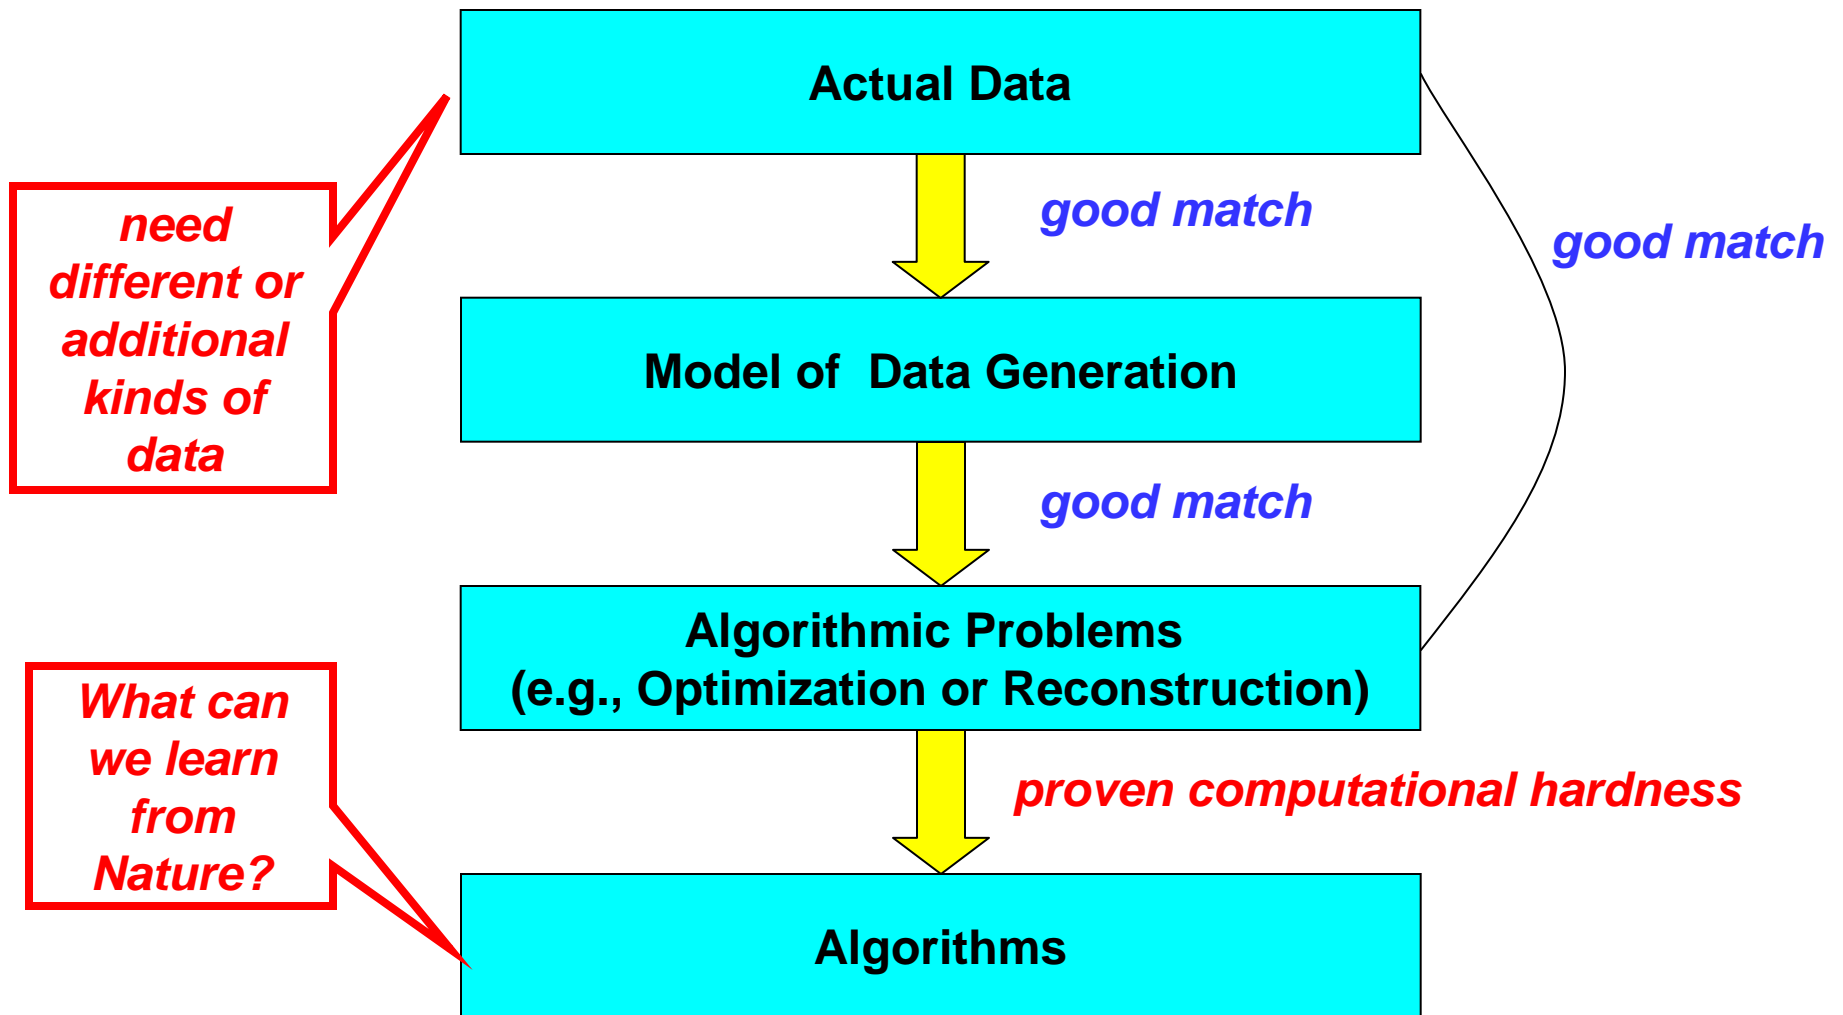 Actual Data
need
different or
additional
kinds of
data
good match
good match
Model of  Data Generation
good match
Algorithmic Problems
(e.g., Optimization or Reconstruction)
What can
we learn
from
Nature?
proven computational hardness
Algorithms